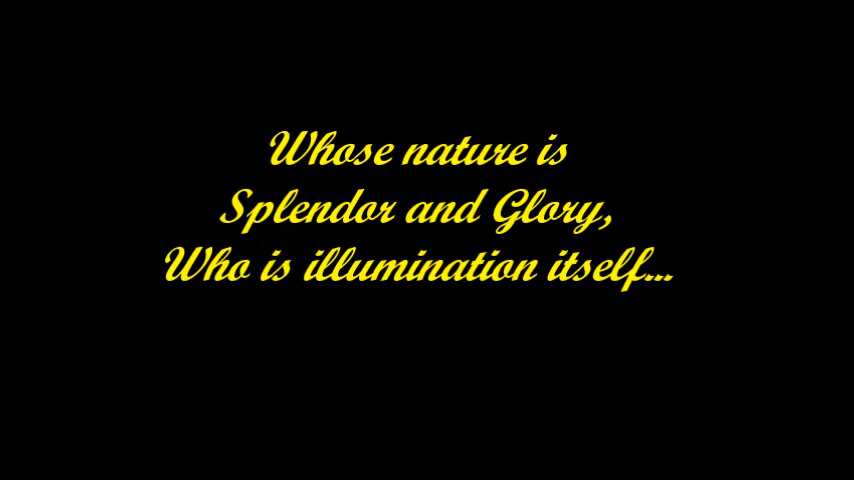 Whose nature is
Splendor and Glory,
Who is illumination itself...